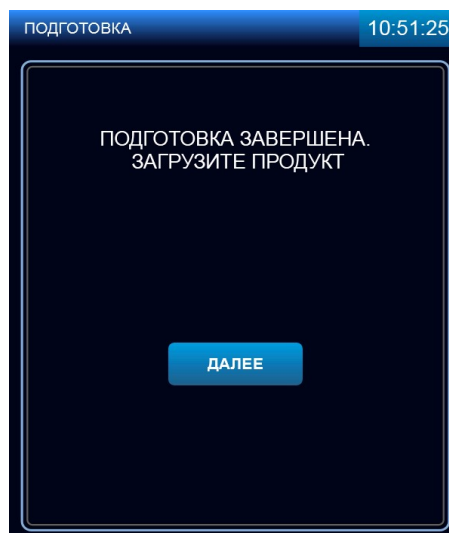 ПОДГОТОВКА 10:51:25
ПОДГОТОВКА ЗАВЕРШЕНА.
ЗАГРУЗИТЕ ПРОДУКТ
ДАЛЕЕ